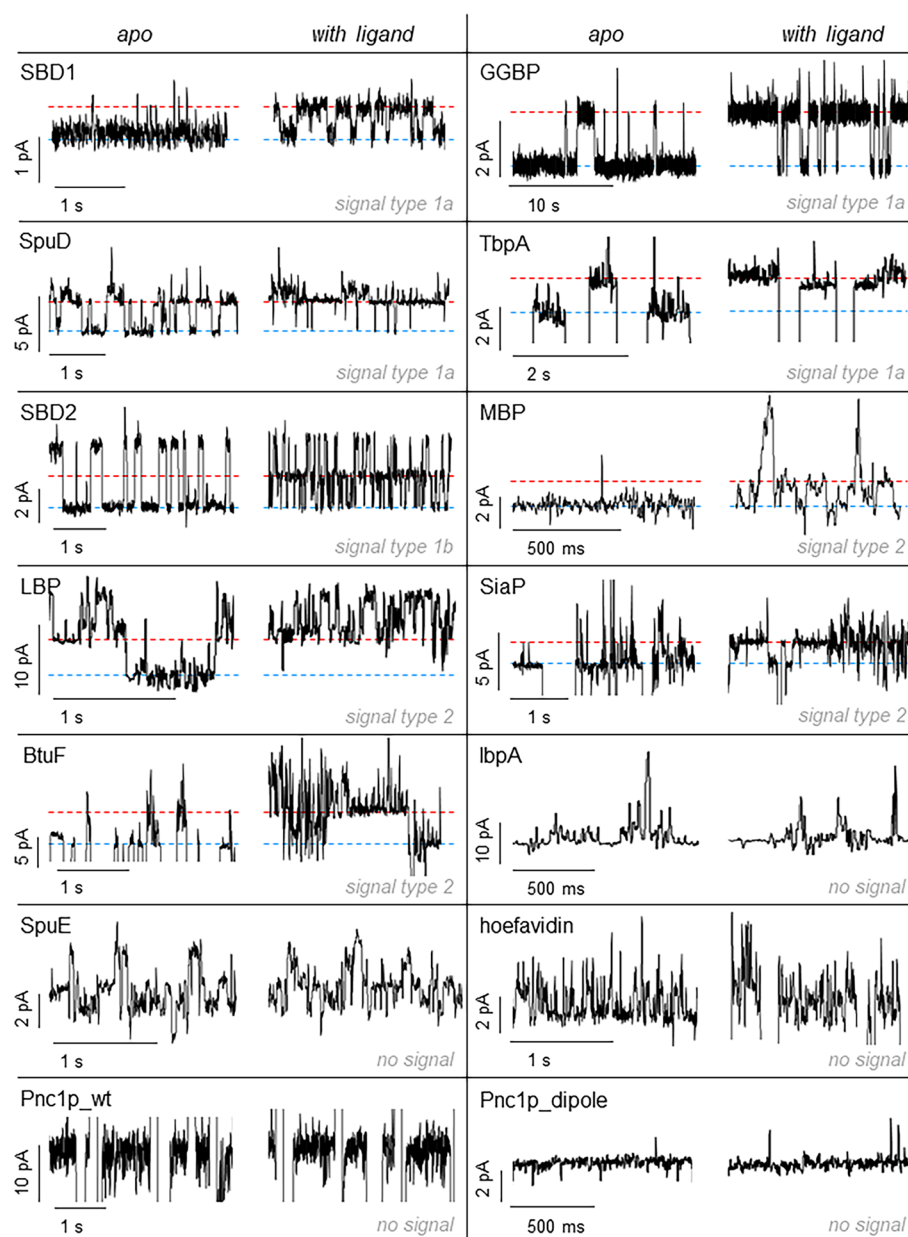 apo with ligand apo with ligand
SBD1
1 pA
1 s
signal type 1a
GGBP
2 pA
10 s
signal type 1a
SpuD
5 pA
1 s
signal type 1a
TbpA
2 pA
2 s
signal type 1a
SBD2
2 pA
1 s
signal type 1b
MBP
2 pA
500 ms
signal type 2
LBP
10 pA
1 s
signal type 2
SiaP
5 pA
1 s
signal type 2
BtuF
5 pA
1 s
signal type 2
IbpA
10 pA
500 ms
no signal
SpuE
2 pA
1 s
no signal
hoefavidin
2 pA
1 s
no signal
Pnc1p_wt
10 pA
1 s
no signal
Pnc1p_dipole
2 pA
500 ms
no signal